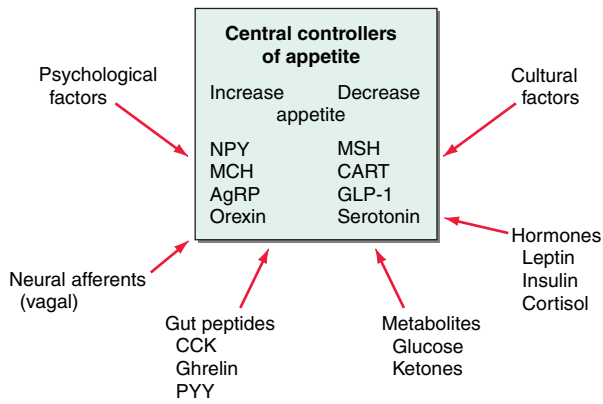 Central controllers
of appetite
Increase Decrease
appetite
NPY MSH
MCH CART
AgRP GLP-1
Orexin Serotonin
Psychological
factors
Cultural
factors
Hormones
Leptin
Insulin
Cortisol
Neural afferents
(vagal)
Gut peptides
CCK
Ghrelin
PYY
Metabolites
Glucose
Ketones